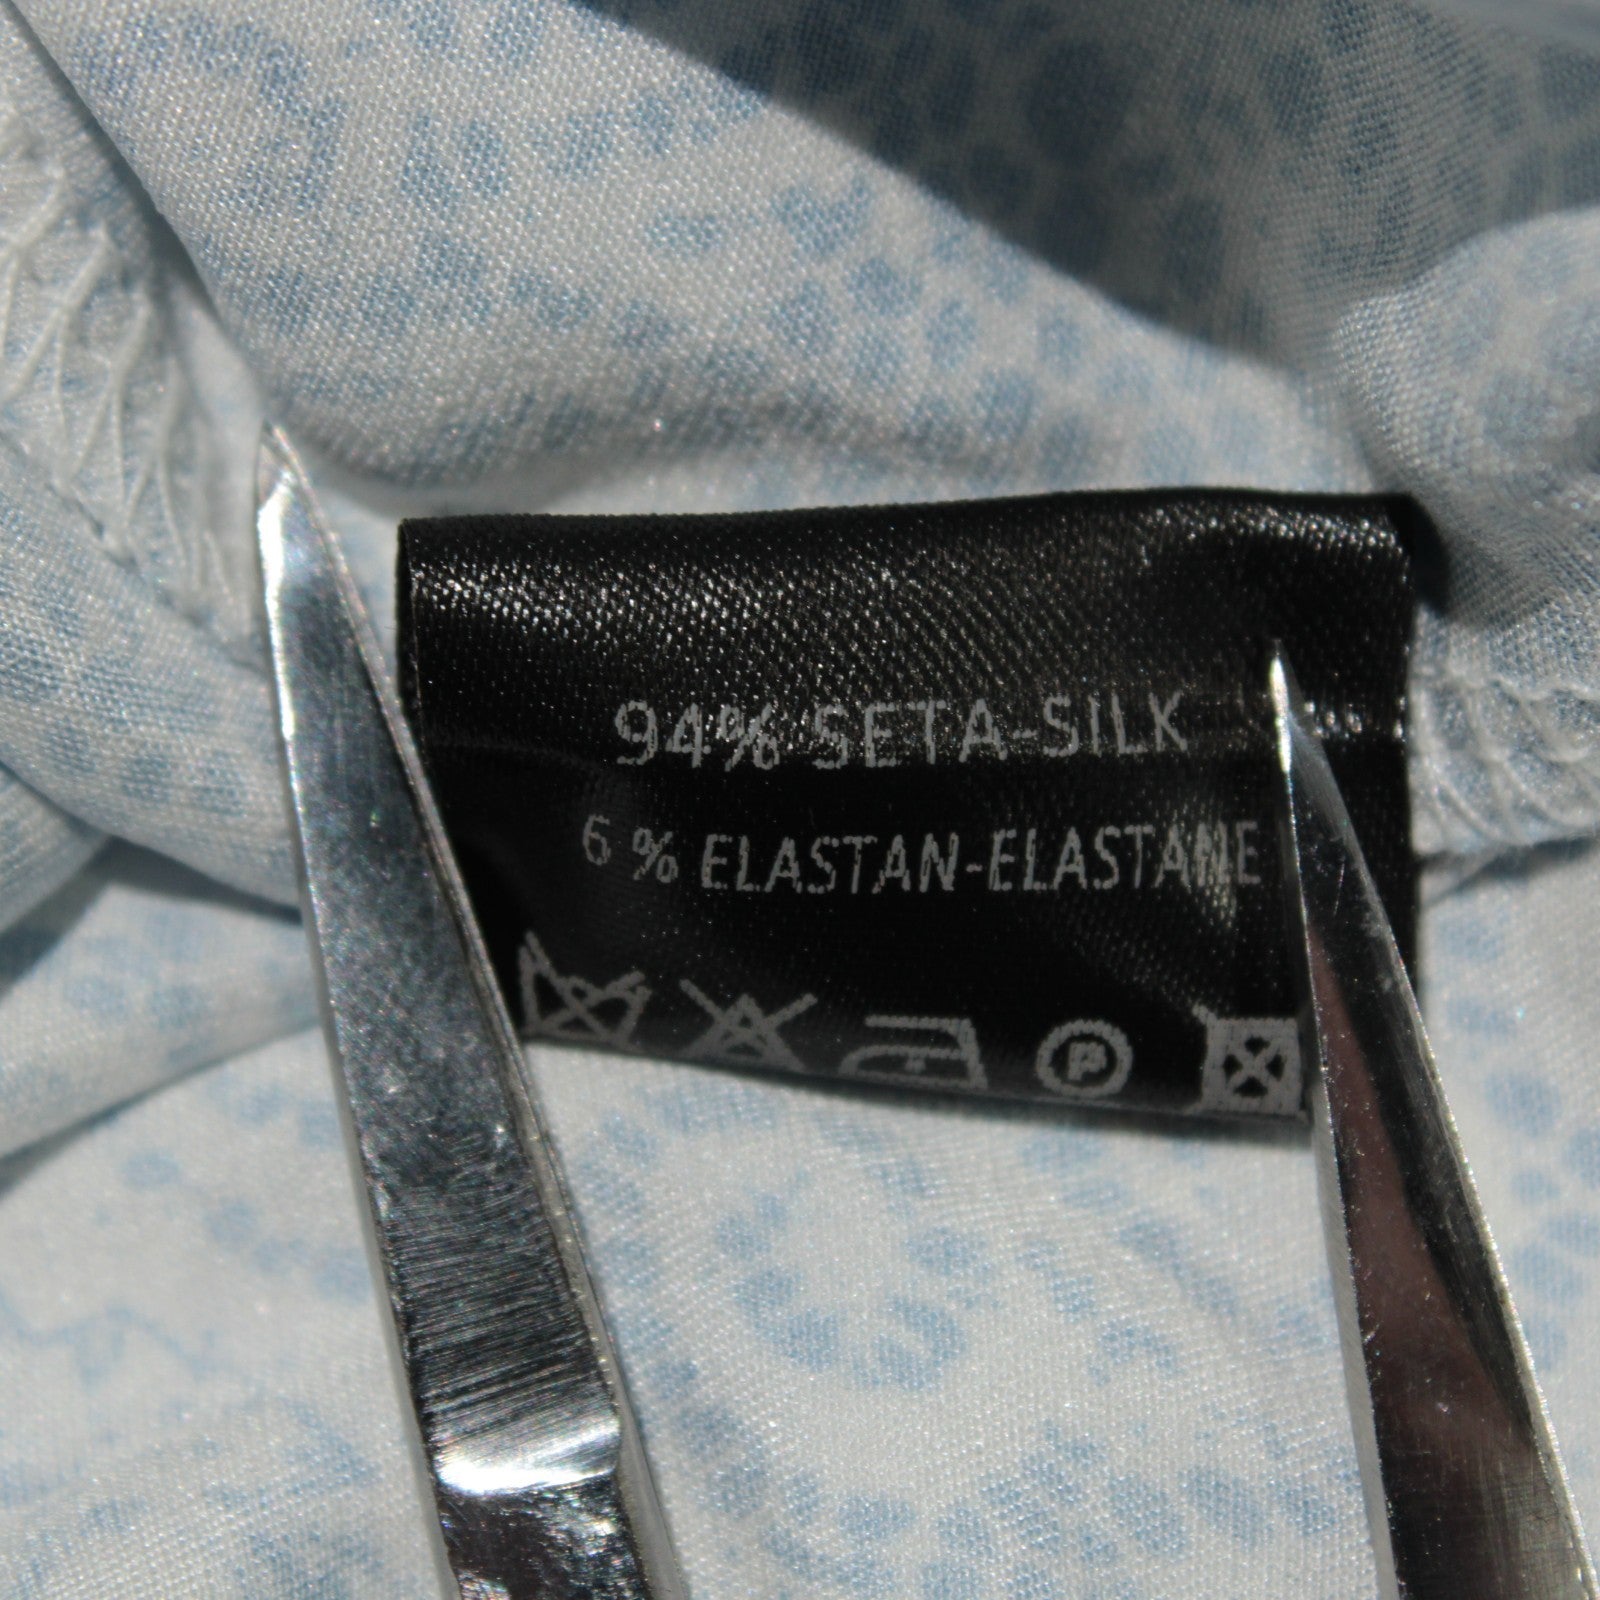 94% SETA-SILK
6 % ELASTAN-ELASTANE
P